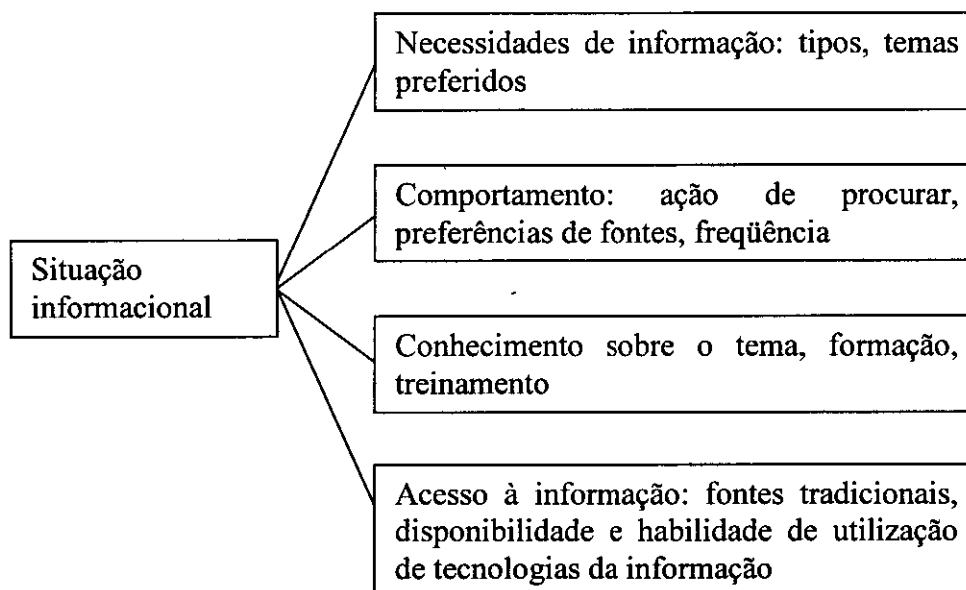 Necessidades de informação: tipos, temas
preferidos
Comportamento: ação de procurar,
preferências de fontes, freqüência
Situação
informacional
Conhecimento sobre o tema, formação,
treinamento
Acesso à informação: fontes tradicionais,
disponibilidade e habilidade de utilização
de tecnologias da informação